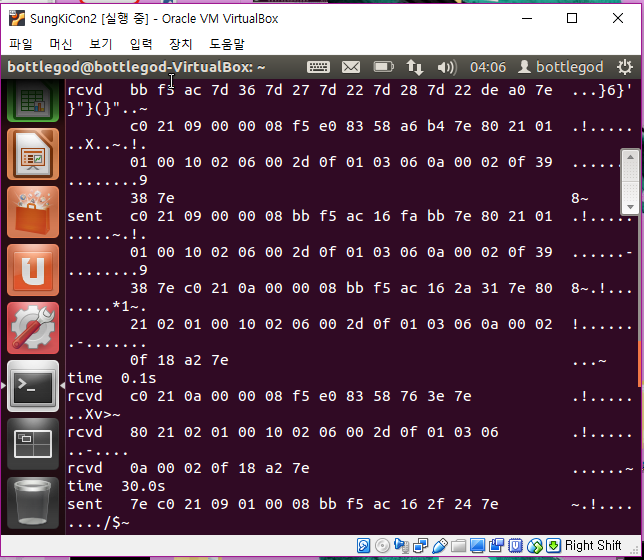 SungKiCon2 [실행 중] - Oracle VM VirtualBox
파일 머신 보기 입력 장치 도움말
bottlegod@bottlegod-VirtualBox: ~ 04:06 bottlegod
rcvd bb f5 ac 7d 36 7d 27 7d 22 7d 28 7d 22 de a0 7e ...}6}'
}"}(}"..~
c0 21 09 00 00 08 f5 e0 83 58 a6 b4 7e 80 21 01 .!.....
..X..~.!.
01 00 10 02 06 00 2d 0f 01 03 06 0a 00 02 0f 39 ......-
........9
38 7e 8~
sent c0 21 09 00 00 08 bb f5 ac 16 fa bb 7e 80 21 01 .!.....
.....~.!.
01 00 10 02 06 00 2d 0f 01 03 06 0a 00 02 0f 39 ......-
........9
38 7e c0 21 0a 00 00 08 bb f5 ac 16 2a 31 7e 80 8~.!...
.....*1~.
21 02 01 00 10 02 06 00 2d 0f 01 03 06 0a 00 02 !......
.-.......
0f 18 a2 7e ...~
time 0.1s
rcvd c0 21 0a 00 00 08 f5 e0 83 58 76 3e 7e .!.....
..Xv>~
rcvd 80 21 02 01 00 10 02 06 00 2d 0f 01 03 06 .!.....
..-....
rcvd 0a 00 02 0f 18 a2 7e ......~
time 30.0s
sent 7e c0 21 09 01 00 08 bb f5 ac 16 2f 24 7e ~.!....
..../$~
Right Shift